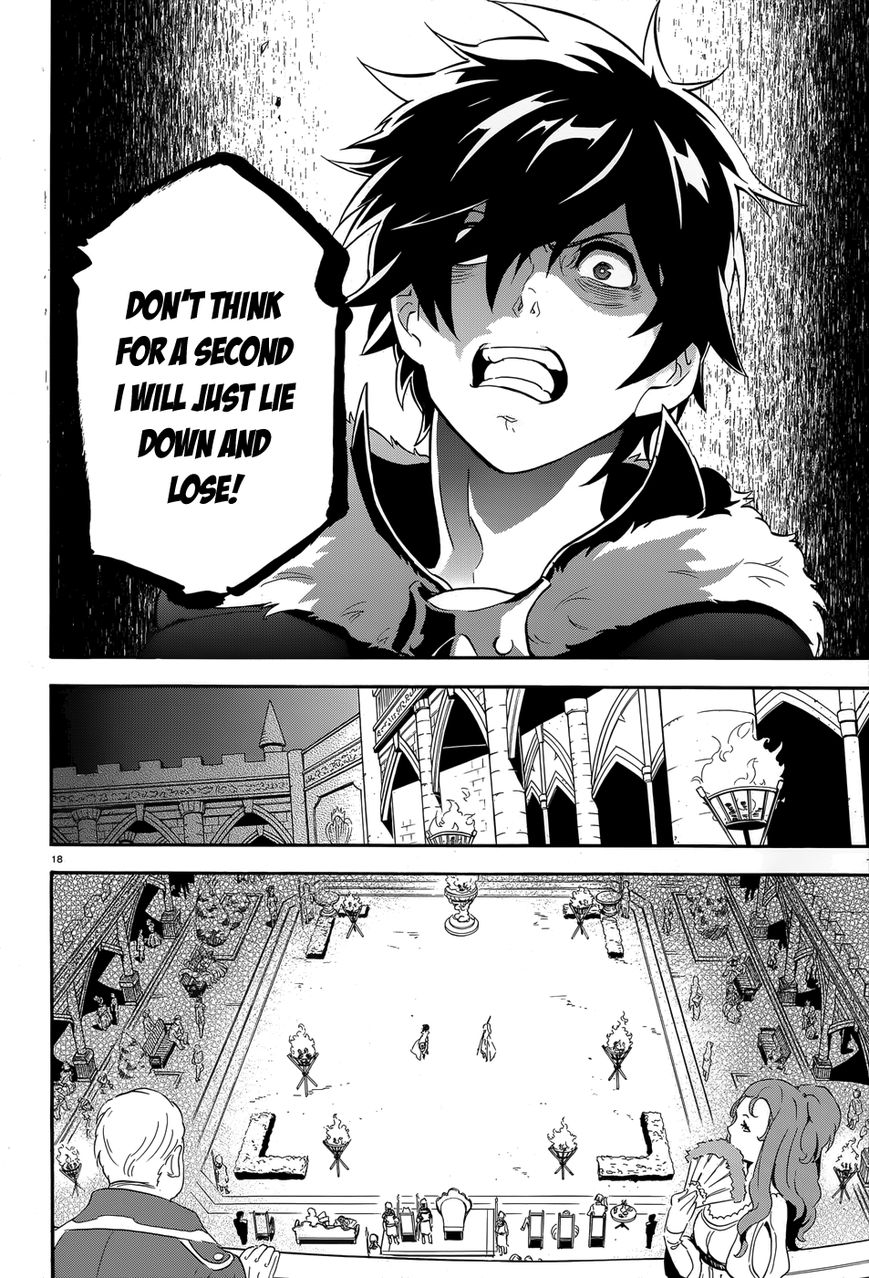 DON'T THINK
FOR A SECOND
I WILL JUST LIE
DOWN AND
LOSE!
18